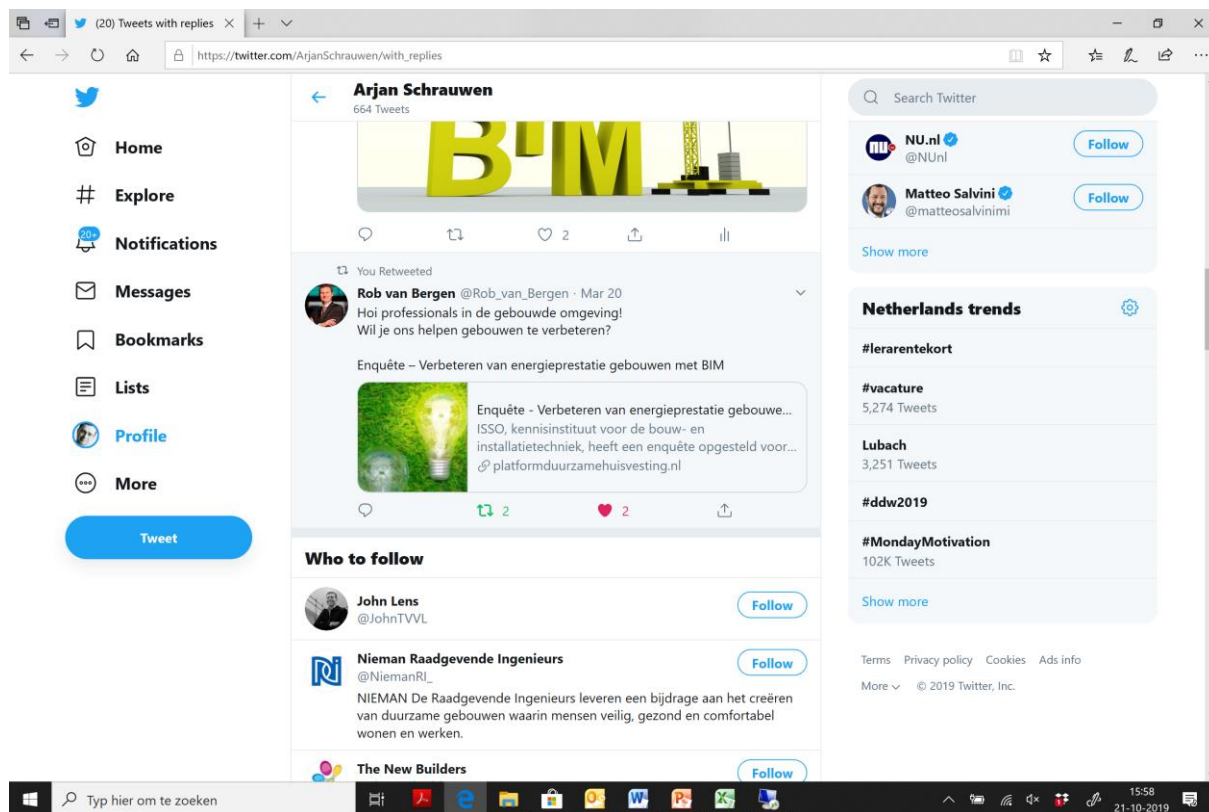 (20) Tweets with replies
https://twitter.com/ArjanSchrauwen/with_replies
Home
Explore
20+
Notifications
Messages
Bookmarks
Lists
Profile
More
Tweet
Arjan Schrauwen
664 Tweets
BIM
2
You Retweeted
Rob van Bergen @Rob_van_Bergen · Mar 20
Hoi professionals in de gebouwde omgeving!
Wil je ons helpen gebouwen te verbeteren?
Enquête – Verbeteren van energieprestatie gebouwen met BIM
Enquête - Verbeteren van energieprestatie gebouwe...
ISSO, kennisinstituut voor de bouw- en
installatietechniek, heeft een enquête opgesteld voor...
platformduurzamehuisvesting.nl
2 2
Who to follow
John Lens
@JohnTVVL
Follow
Nieman Raadgevende Ingenieurs
@NiemanRI_
Follow
NIEMAN De Raadgevende Ingenieurs leveren een bijdrage aan het creëren
van duurzame gebouwen waarin mensen veilig, gezond en comfortabel
wonen en werken.
The New Builders
Follow
Search Twitter
NU.nl
@NUnl
Follow
Matteo Salvini
@matteosalvinimi
Follow
Show more
Netherlands trends
#lerarentekort
#vacature
5,274 Tweets
Lubach
3,251 Tweets
#ddw2019
#MondayMotivation
102K Tweets
Show more
Terms Privacy policy Cookies Ads info
More © 2019 Twitter, Inc.
Typ hier om te zoeken
15:58
21-10-2019